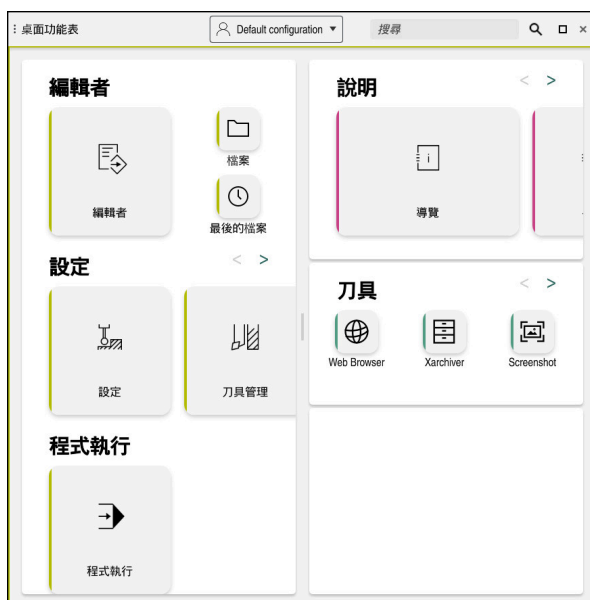 桌面功能表
Default configuration
搜尋
編輯者
編輯者
檔案
最後的檔案
設定
設定
刀具管理
程式執行
程式執行
說明
導覽
刀具
Web Browser
Xarchiver
Screenshot